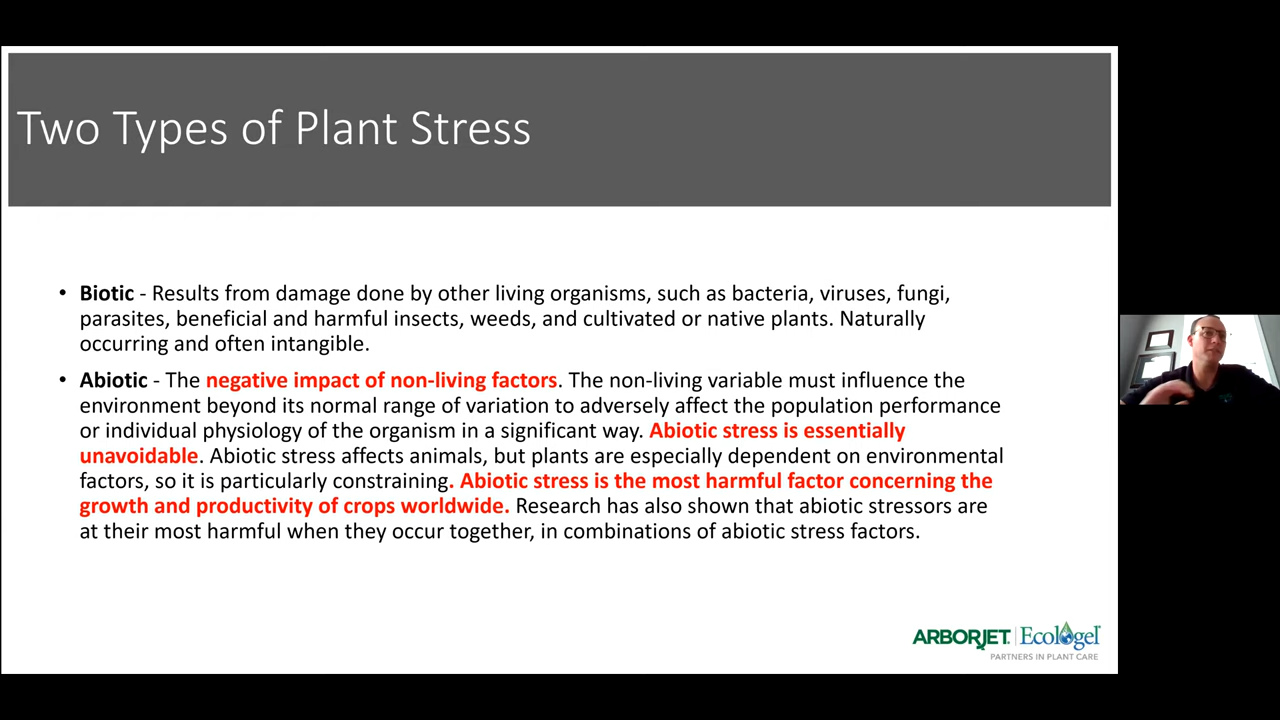 Two Types of Plant Stress
• Biotic - Results from damage done by other living organisms, such as bacteria, viruses, fungi,
parasites, beneficial and harmful insects, weeds, and cultivated or native plants. Naturally
occurring and often intangible.
• Abiotic - The negative impact of non-living factors. The non-living variable must influence the
environment beyond its normal range of variation to adversely affect the population performance
or individual physiology of the organism in a significant way. Abiotic stress is essentially
unavoidable. Abiotic stress affects animals, but plants are especially dependent on environmental
factors, so it is particularly constraining. Abiotic stress is the most harmful factor concerning the
growth and productivity of crops worldwide. Research has also shown that abiotic stressors are
at their most harmful when they occur together, in combinations of abiotic stress factors.
ARBORJET | Ecologel
PARTNERS IN PLANT CARE